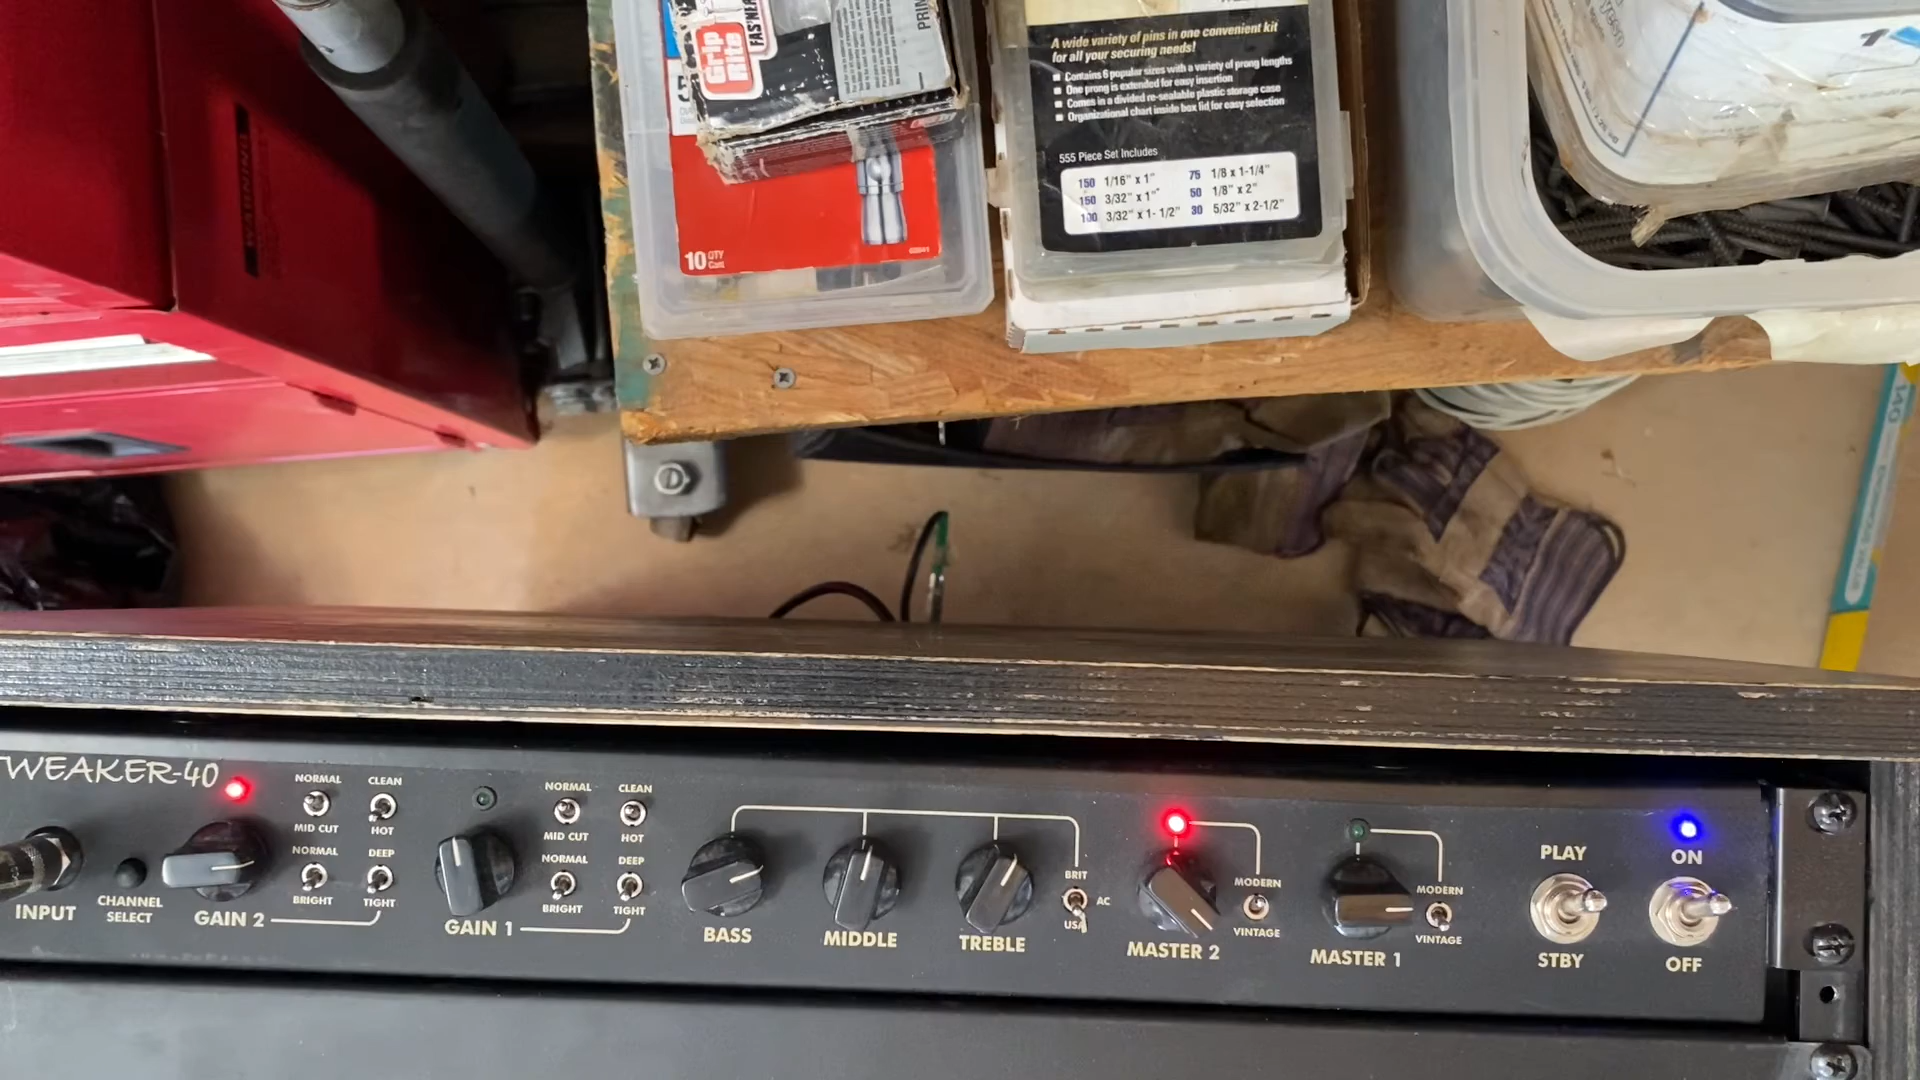 Grip
Rite
FAS'NERS
PRIM
5
10 QTY
Cant
WARNING
A wide variety of pins in one convenient kit
for all your securing needs!
Contains 6 popular sizes with a variety of prong lengths
One prong is extended for easy insertion
Comes in a divided re-sealable plastic storage case
Organizational chart inside box lid for easy selection
555 Piece Set Includes
150 1/16" x 1" 75 1/8 x 1-1/4"
150 3/32" x 1" 50 1/8" x 2"
100 3/32" x 1- 1/2" 30 5/32" x 2-1/2"
140
TWEAKER-40
INPUT
CHANNEL
SELECT
GAIN 2
NORMAL
MID CUT
CLEAN
HOT
NORMAL
BRIGHT
DEEP
TIGHT
GAIN 1
NORMAL
MID CUT
CLEAN
HOT
NORMAL
BRIGHT
DEEP
TIGHT
BASS
MIDDLE
TREBLE
BRIT
AC
USA
MASTER 2
MODERN
VINTAGE
MASTER 1
MODERN
VINTAGE
PLAY
STBY
ON
OFF